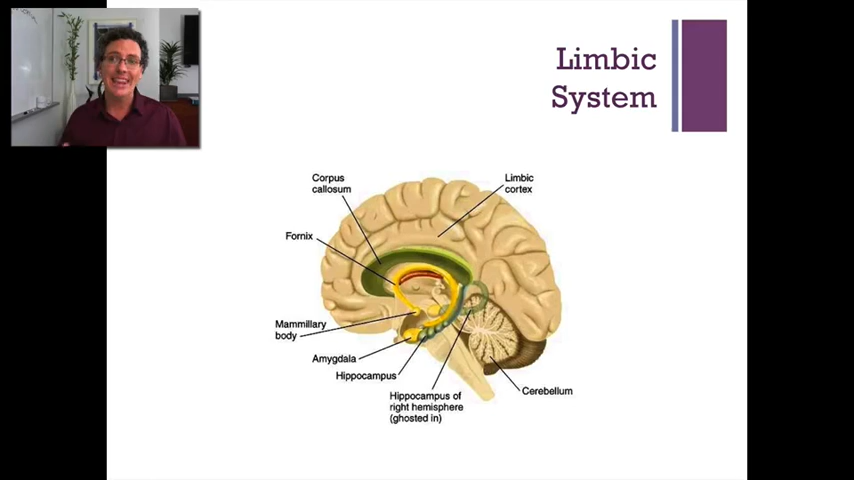 Limbic
System
Corpus
callosum
Limbic
cortex
Fornix
Mammillary
body
Amygdala
Hippocampus
Hippocampus of
right hemisphere
(ghosted in)
Cerebellum